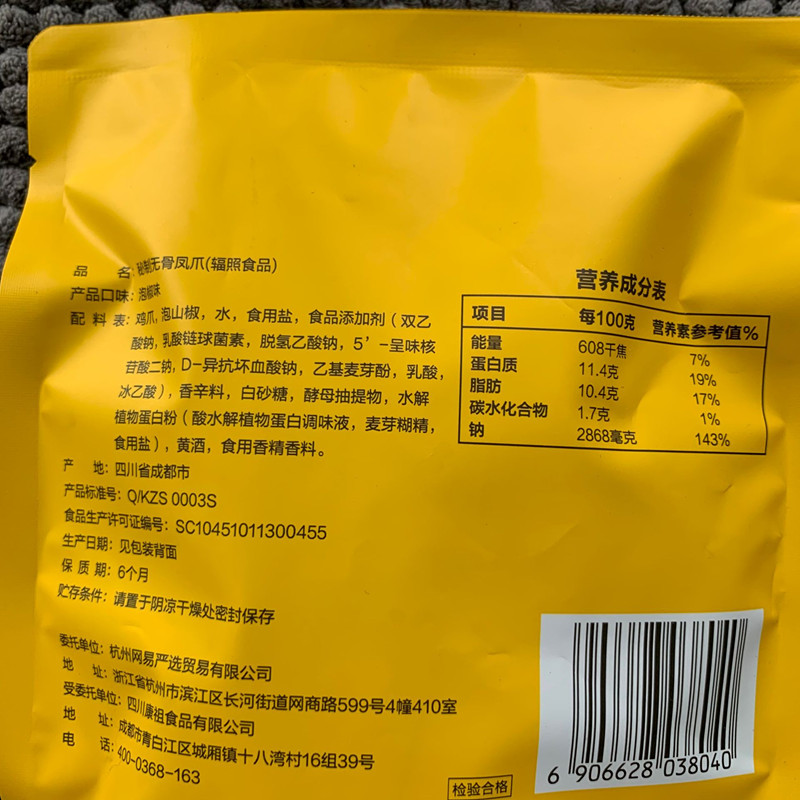 品 名: 秘制无骨凤爪(辐照食品)
产品口味: 泡椒味
配 料 表: 鸡爪, 泡山椒, 水, 食用盐, 食品添加剂 ( 双乙
酸钠, 乳酸链球菌素, 脱氢乙酸钠, 5’-呈味核
苷酸二钠, D-异抗坏血酸钠, 乙基麦芽酚, 乳酸,
冰乙酸 ), 香辛料, 白砂糖, 酵母抽提物, 水解
植物蛋白粉 ( 酸水解植物蛋白调味液, 麦芽糊精,
食用盐 ), 黄酒, 食用香精香料。
产 地: 四川省成都市
产品标准号: Q/KZS 0003S
食品生产许可证编号: SC10451011300455
生产日期: 见包装背面
保 质 期: 6个月
贮存条件: 请置于阴凉干燥处密封保存
委托单位: 杭州网易严选贸易有限公司
地 址: 浙江省杭州市滨江区长河街道网商路599号4幢410室
受委托单位: 四川康祖食品有限公司
地 址: 成都市青白江区城厢镇十八湾村16组39号
电 话: 400-0368-163
营养成分表
项目 每100克 营养素参考值%
能量 608千焦 7%
蛋白质 11.4克 19%
脂肪 10.4克 17%
碳水化合物 1.7克 1%
钠 2868毫克 143%
检验合格
6 906628 038040